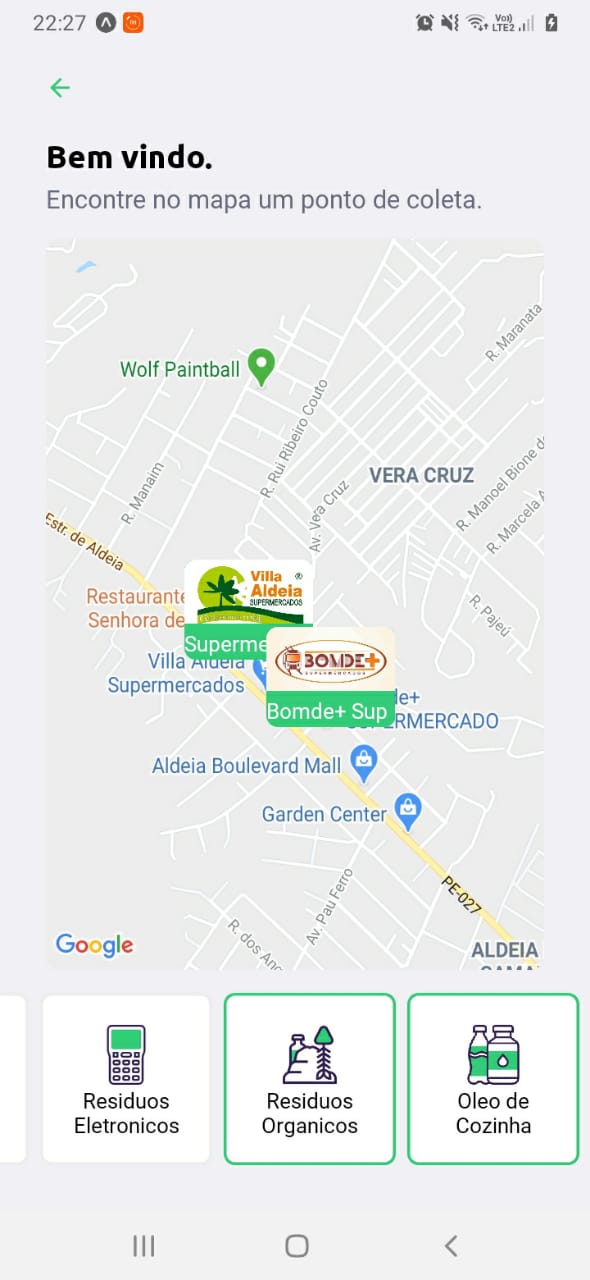 22:27
Vo))
LTE2
Bem vindo.
Encontre no mapa um ponto de coleta.
R. Maranata
Wolf Paintball
R. Rui Ribeiro Couto
VERA CRUZ
R. Manoel Bione d
R. Manaim
Av. Vera Cruz
R. Marcela A
Estr. de Aldeia
Villa ®
Aldeia
SUPERMERCADOS
Restaurante
Senhora de
R. Pajeú
Superme
BOMDE+
SUPERMERCADOS
Villa Aldeia
Supermercados
Bomde+ Sup
de+
ERMERCADO
Aldeia Boulevard Mall
Garden Center
PE-027
Av. Pau Ferro
R. dos Anj
Google
ALDEIA
Residuos
Eletronicos
Residuos
Organicos
Oleo de
Cozinha